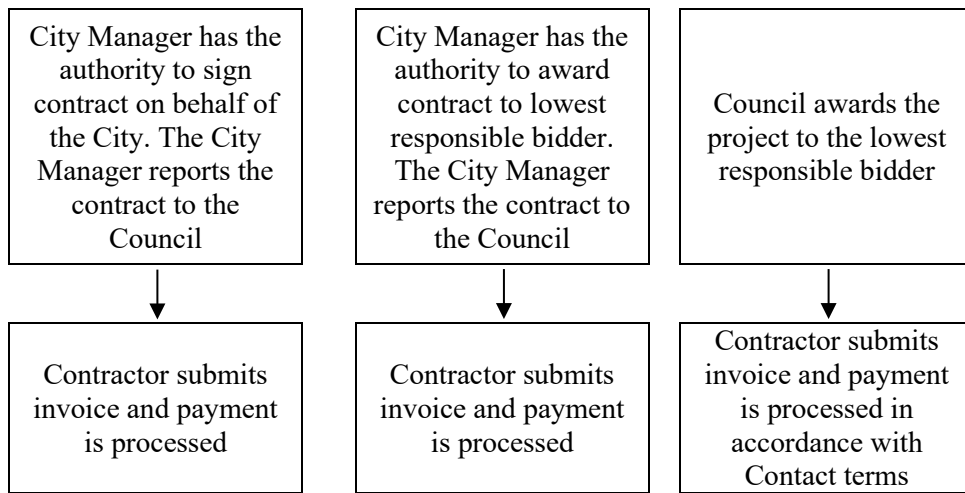 City Manager has the
authority to sign
contract on behalf of
the City. The City
Manager reports the
contract to the
Council
City Manager has the
authority to award
contract to lowest
responsible bidder.
The City Manager
reports the contract to
the Council
Council awards the
project to the lowest
responsible bidder
Contractor submits
invoice and payment
is processed
Contractor submits
invoice and payment
is processed
Contractor submits
invoice and payment
is processed in
accordance with
Contact terms